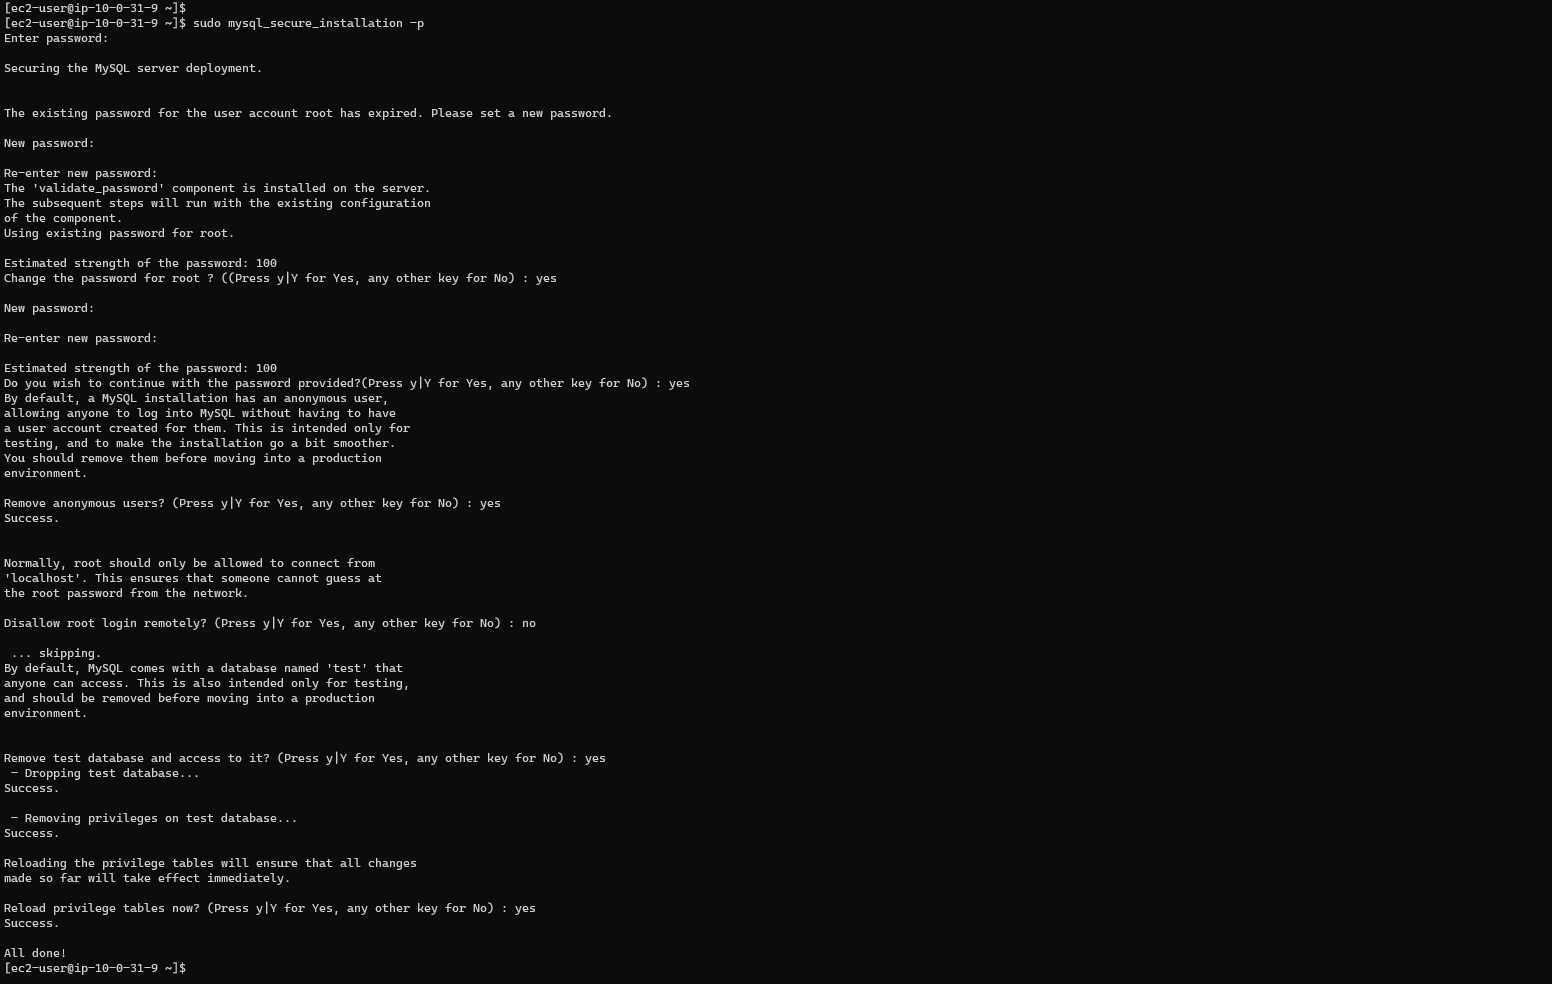 [ec2-user@ip-10-0-31-9 ~]$
[ec2-user@ip-10-0-31-9 ~]$ sudo mysql_secure_installation -p
Enter password:
Securing the MySQL server deployment.
The existing password for the user account root has expired. Please set a new password.
New password:
Re-enter new password:
The 'validate_password' component is installed on the server.
The subsequent steps will run with the existing configuration
of the component.
Using existing password for root.
Estimated strength of the password: 100
Change the password for root ? ((Press y|Y for Yes, any other key for No) : yes
New password:
Re-enter new password:
Estimated strength of the password: 100
Do you wish to continue with the password provided?(Press y|Y for Yes, any other key for No) : yes
By default, a MySQL installation has an anonymous user,
allowing anyone to log into MySQL without having to have
a user account created for them. This is intended only for
testing, and to make the installation go a bit smoother.
You should remove them before moving into a production
environment.
Remove anonymous users? (Press y|Y for Yes, any other key for No) : yes
Success.
Normally, root should only be allowed to connect from
'localhost'. This ensures that someone cannot guess at
the root password from the network.
Disallow root login remotely? (Press y|Y for Yes, any other key for No) : no
... skipping.
By default, MySQL comes with a database named 'test' that
anyone can access. This is also intended only for testing,
and should be removed before moving into a production
environment.
Remove test database and access to it? (Press y|Y for Yes, any other key for No) : yes
- Dropping test database...
Success.
- Removing privileges on test database...
Success.
Reloading the privilege tables will ensure that all changes
made so far will take effect immediately.
Reload privilege tables now? (Press y|Y for Yes, any other key for No) : yes
Success.
All done!
[ec2-user@ip-10-0-31-9 ~]$